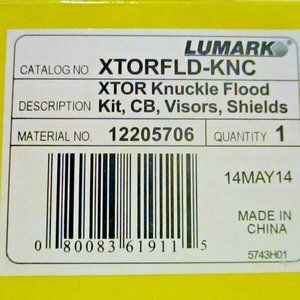 LUMARK
CATALOG NO. XTORFLD-KNC
XTOR Knuckle Flood
DESCRIPTION Kit, CB, Visors, Shields
MATERIAL NO. 12205706 QUANTITY 1
14MAY14
MADE IN
CHINA
0 80083 61911 5
5743H01